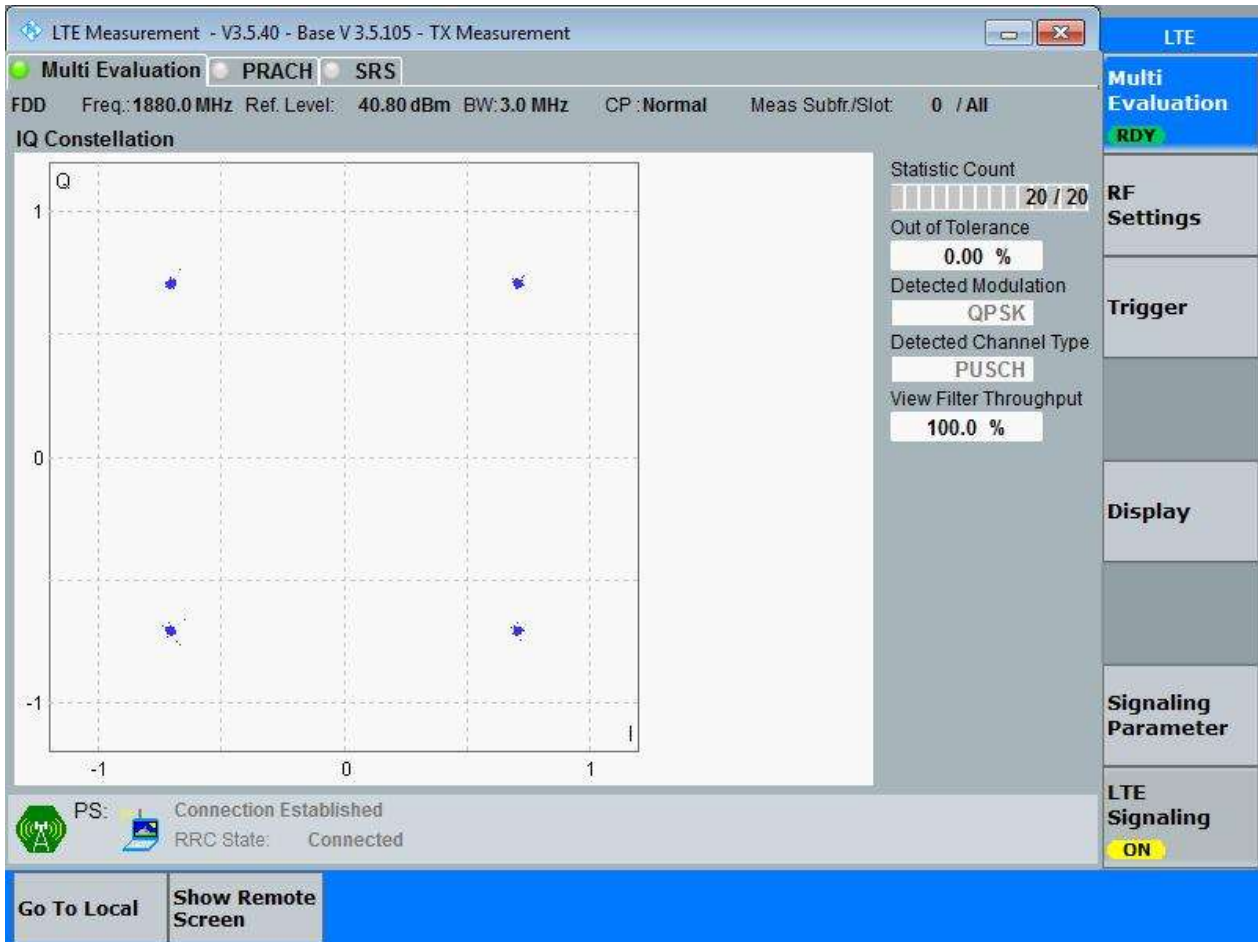 LTE Measurement - V3.5.40 - Base V 3.5.105 - TX Measurement
LTE
Multi Evaluation PRACH SRS
Multi
Evaluation
RDY
FDD Freq.: 1880.0 MHz Ref. Level: 40.80 dBm BW: 3.0 MHz CP : Normal Meas Subfr./Slot: 0 / All
IQ Constellation
Q
1
0
-1
I
-1 0 1
Statistic Count
20 / 20
Out of Tolerance
0.00 %
Detected Modulation
QPSK
Detected Channel Type
PUSCH
View Filter Throughput
100.0 %
RF
Settings
Trigger
Display
Signaling
Parameter
LTE
Signaling
ON
PS: Connection Established
RRC State: Connected
Go To Local
Show Remote
Screen